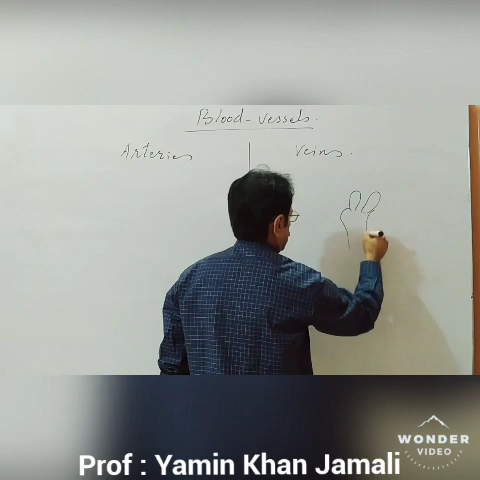 Blood-vessels.
Arteries
Veins.
WONDER
VIDEO
Prof : Yamin Khan Jamali